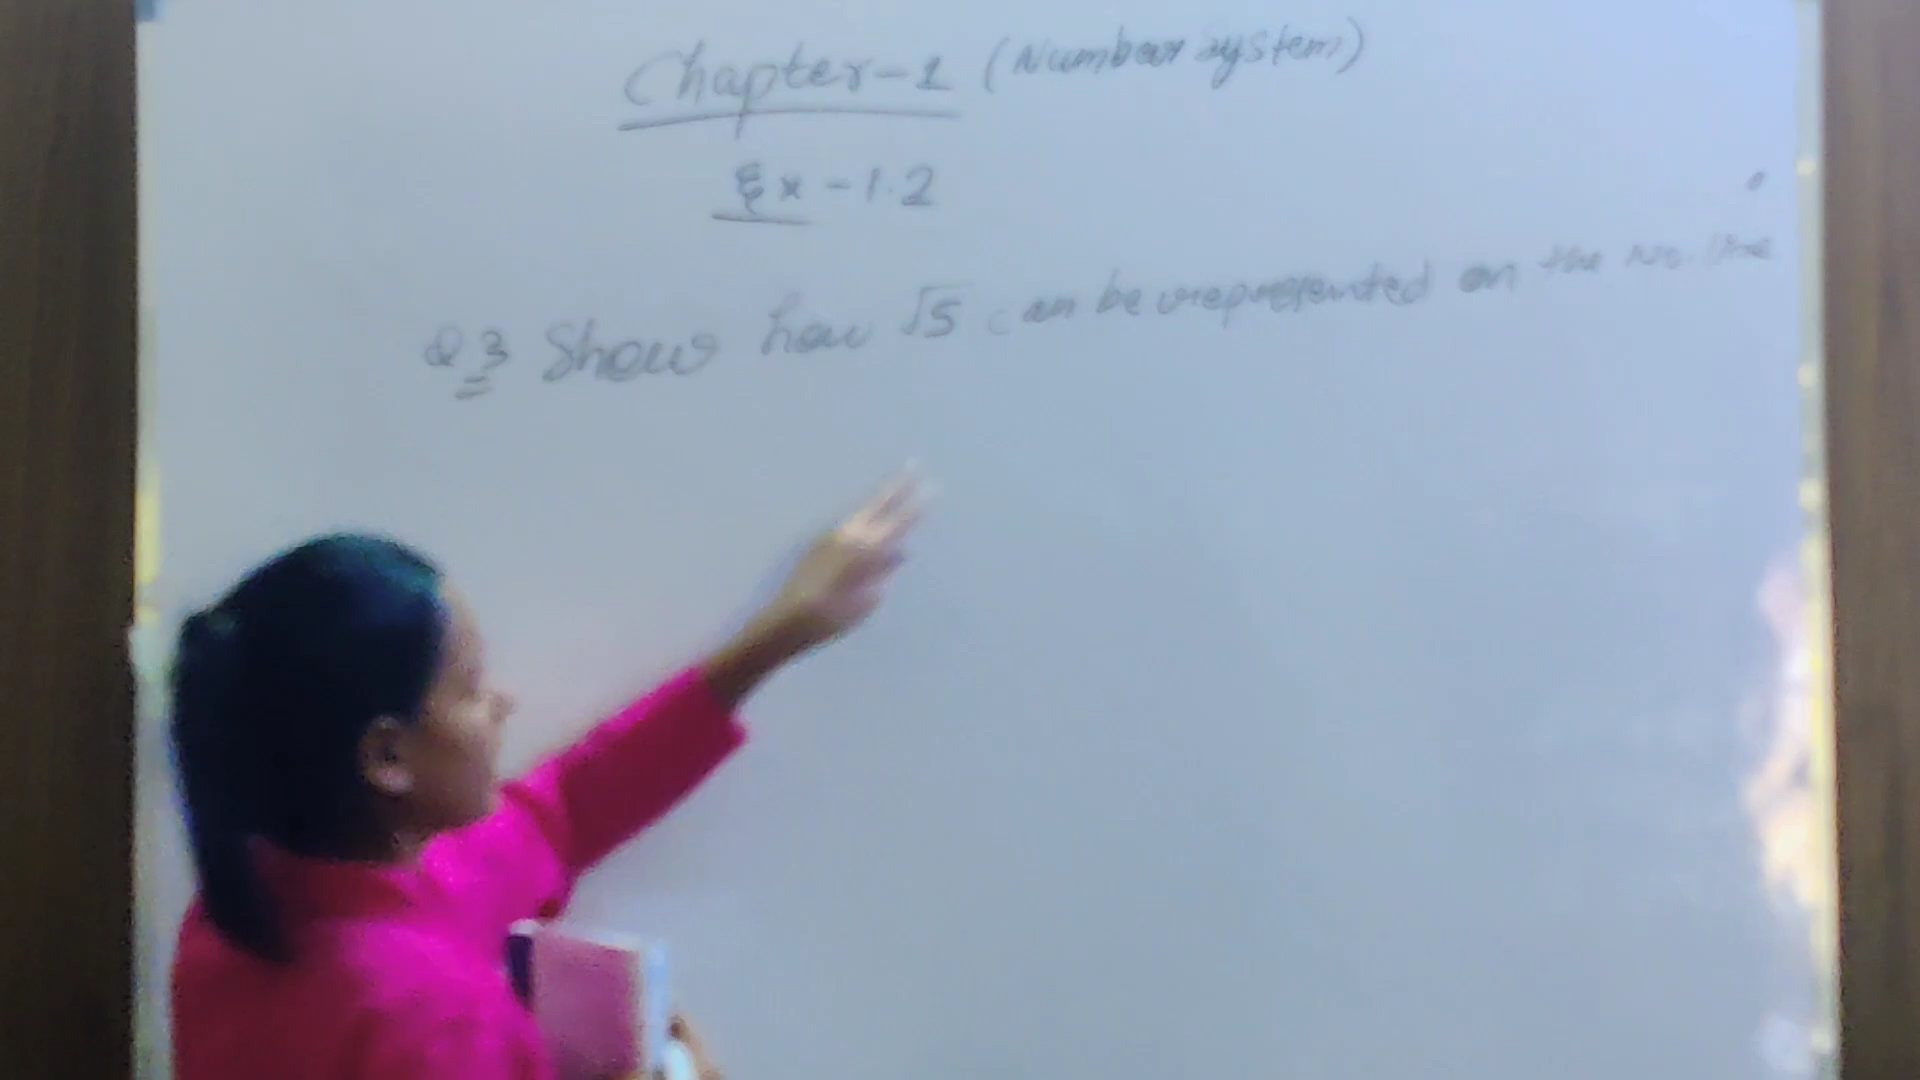 Chapter-1 (Number system)
Ex-1.2
Q3 Show how √5 can be represented on the No. line